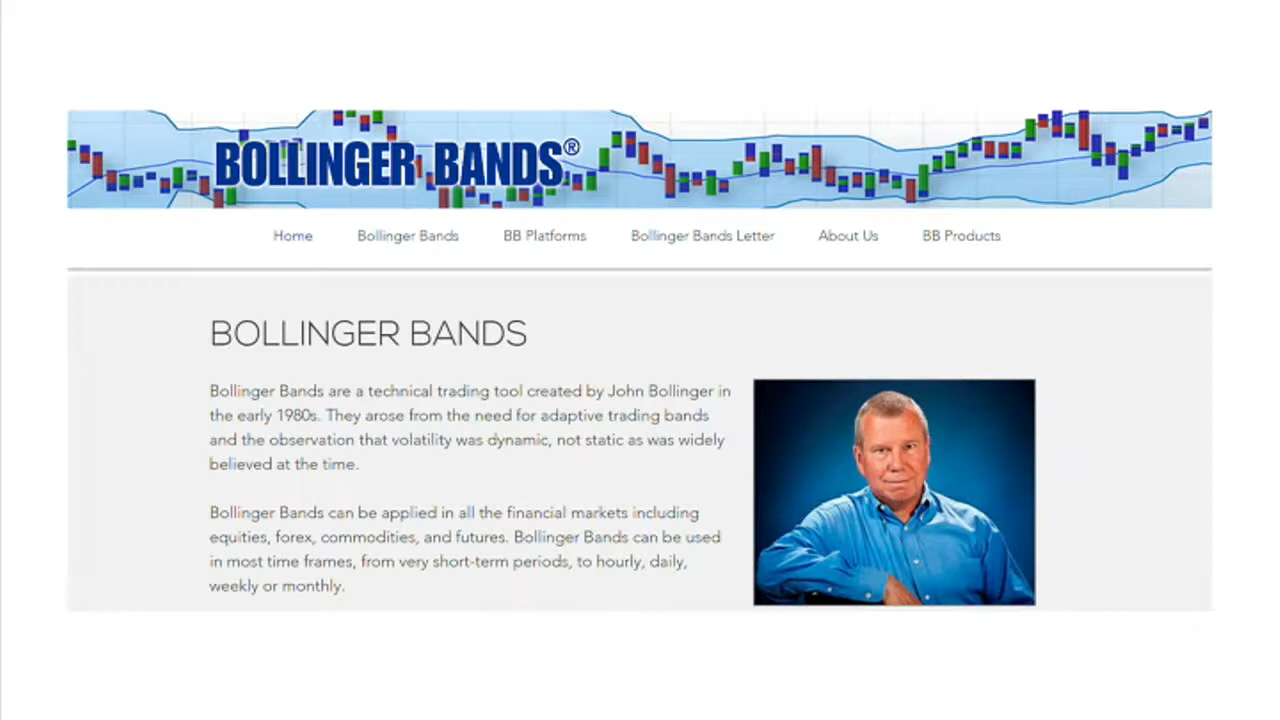 BOLLINGER BANDS®
Home Bollinger Bands BB Platforms Bollinger Bands Letter About Us BB Products
BOLLINGER BANDS
Bollinger Bands are a technical trading tool created by John Bollinger in
the early 1980s. They arose from the need for adaptive trading bands
and the observation that volatility was dynamic, not static as was widely
believed at the time.
Bollinger Bands can be applied in all the financial markets including
equities, forex, commodities, and futures. Bollinger Bands can be used
in most time frames, from very short-term periods, to hourly, daily,
weekly or monthly.